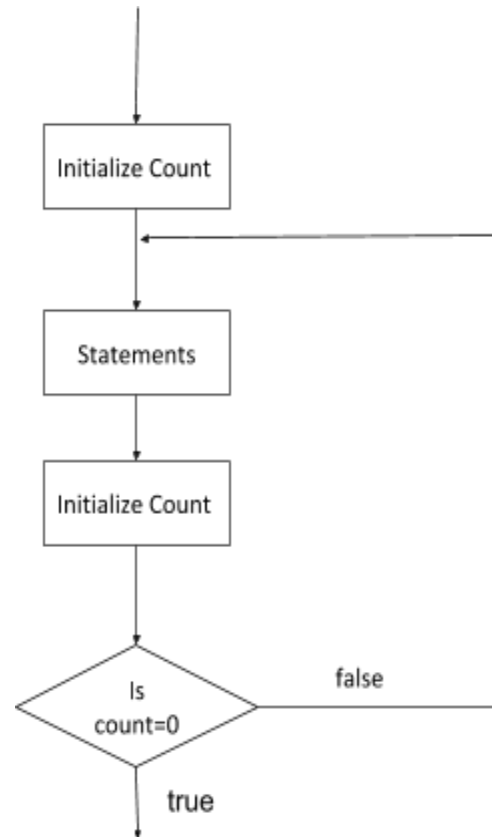 Initialize Count
Statements
Initialize Count
Is
count=0
false
true